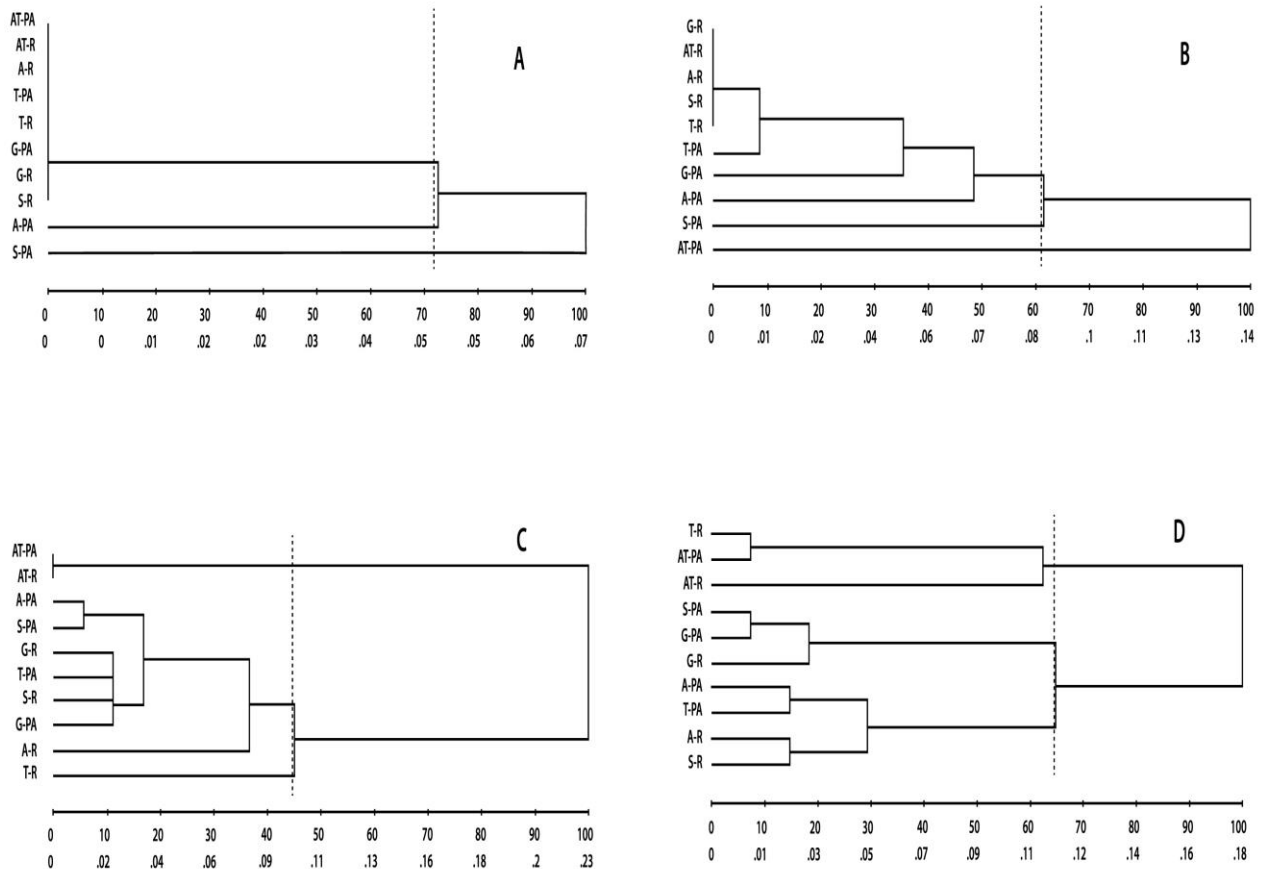 A
AT-PA
AT-R
A-R
T-PA
T-R
G-PA
G-R
S-R
A-PA
S-PA
0 10 20 30 40 50 60 70 80 90 100
0 0 .01 .02 .02 .03 .04 .05 .05 .06 .07
B
G-R
AT-R
A-R
S-R
T-R
T-PA
G-PA
A-PA
S-PA
AT-PA
0 10 20 30 40 50 60 70 80 90 100
0 .01 .02 .04 .06 .07 .08 .1 .11 .13 .14
C
AT-PA
AT-R
A-PA
S-PA
G-R
T-PA
S-R
G-PA
A-R
T-R
0 10 20 30 40 50 60 70 80 90 100
0 .02 .04 .06 .09 .11 .13 .16 .18 .2 .23
D
T-R
AT-PA
AT-R
S-PA
G-PA
G-R
A-PA
T-PA
A-R
S-R
0 10 20 30 40 50 60 70 80 90 100
0 .01 .03 .05 .07 .09 .11 .12 .14 .16 .18